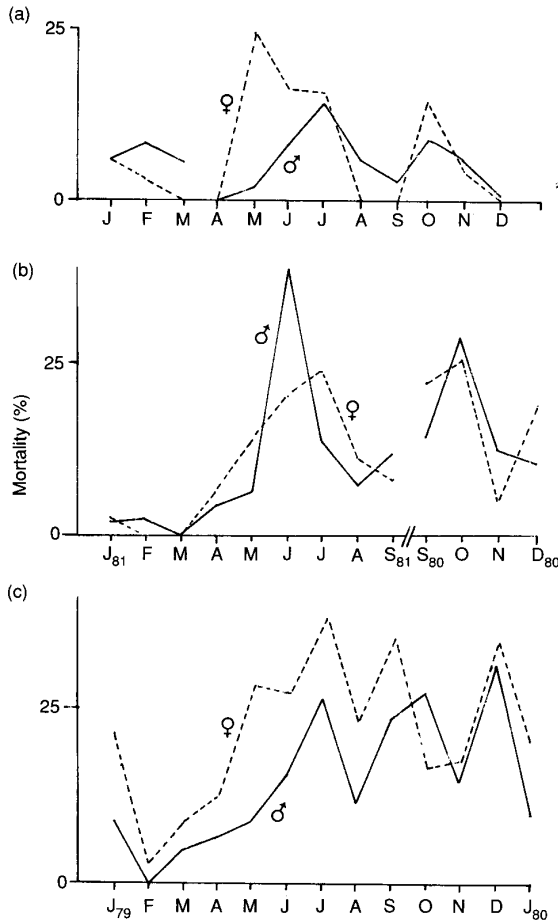 (a)
25
♀
♂
0
J F M A M J J A S O N D
(b)
25
♂
♀
Mortality (%)
0
J81 F M A M J J A S81 S80 O N D80
(c)
25
♀
♂
0
J79 F M A M J J A S O N D J80